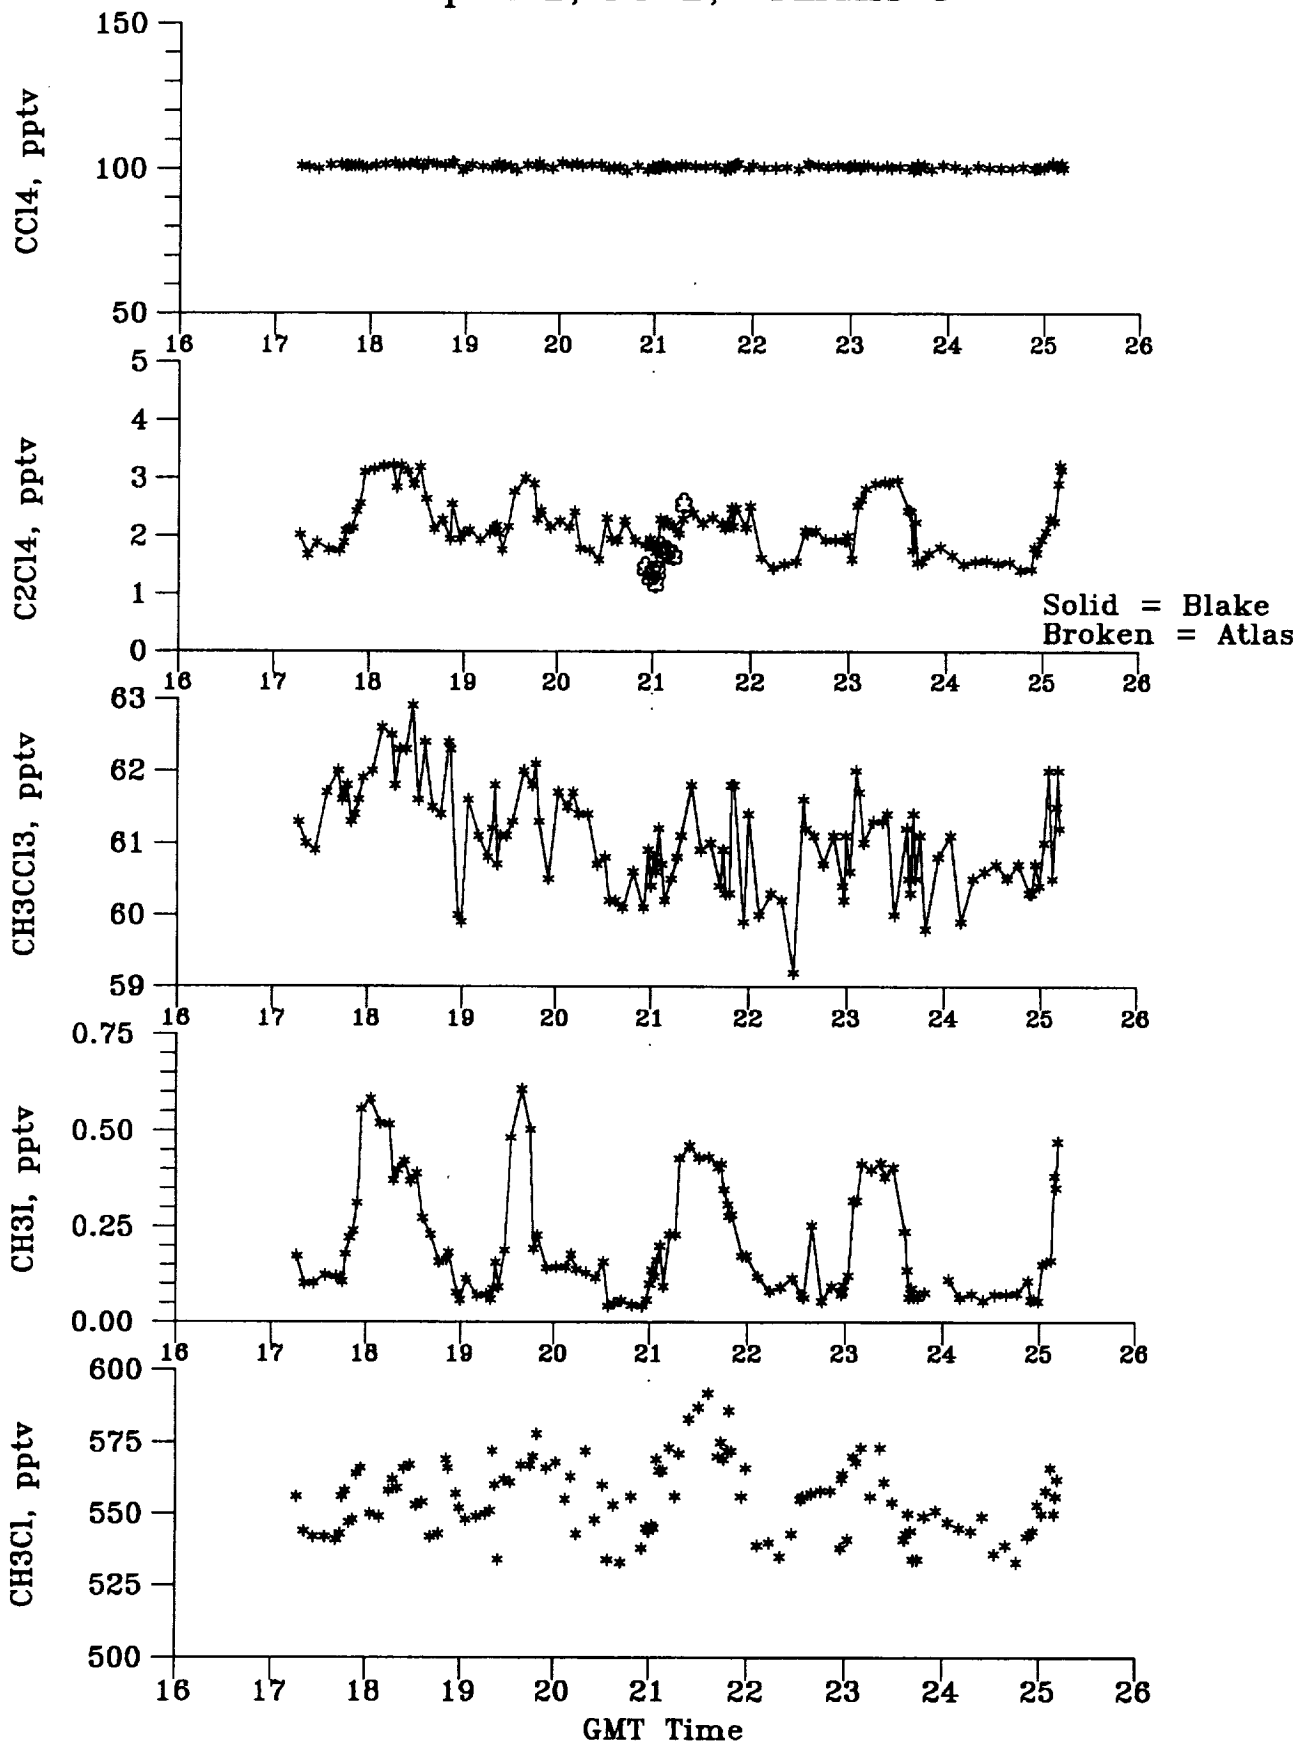 150
100
50
CCl4, pptv
16 17 18 19 20 21 22 23 24 25 26
5
4
3
2
1
0
C2Cl4, pptv
Solid = Blake
Broken = Atlas
16 17 18 19 20 21 22 23 24 25 26
63
62
61
60
59
CH3CCl3, pptv
16 17 18 19 20 21 22 23 24 25 26
0.75
0.50
0.25
0.00
CH3I, pptv
16 17 18 19 20 21 22 23 24 25 26
600
575
550
525
500
CH3Cl, pptv
16 17 18 19 20 21 22 23 24 25 26
GMT Time